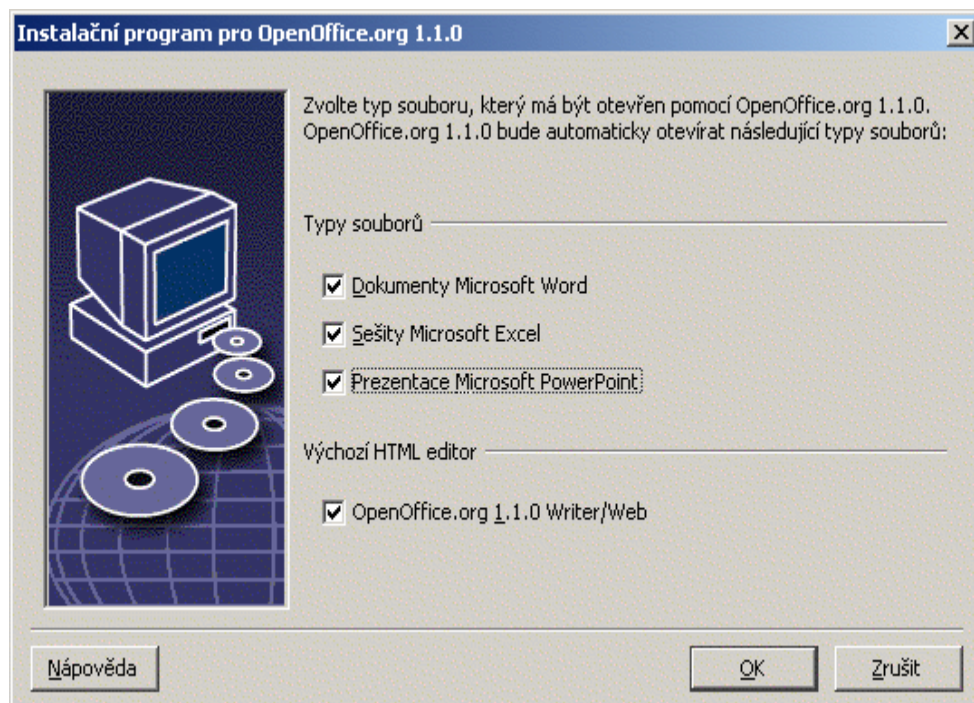 Instalační program pro OpenOffice.org 1.1.0
Zvolte typ souboru, který má být otevřen pomocí OpenOffice.org 1.1.0.
OpenOffice.org 1.1.0 bude automaticky otevírat následující typy souborů:
Typy souborů
Dokumenty Microsoft Word
Sešity Microsoft Excel
Prezentace Microsoft PowerPoint
Výchozí HTML editor
OpenOffice.org 1.1.0 Writer/Web
Nápověda
OK
Zrušit